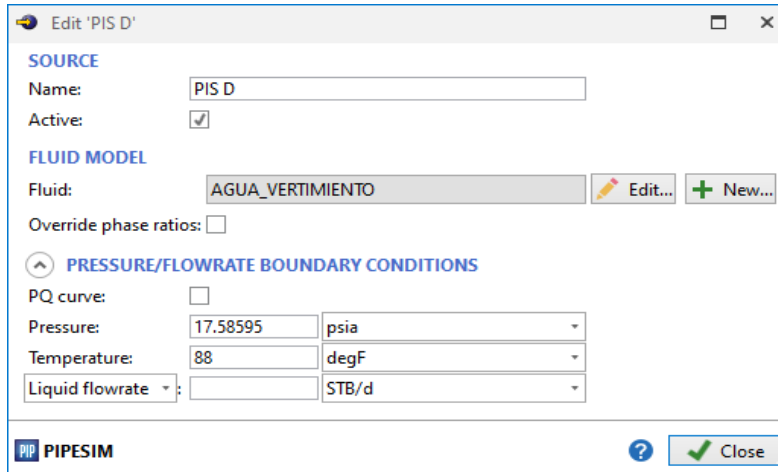 Edit 'PIS D'
SOURCE
Name: PIS D
Active:
FLUID MODEL
Fluid: AGUA_VERTIMIENTO Edit... New...
Override phase ratios:
PRESSURE/FLOWRATE BOUNDARY CONDITIONS
PQ curve:
Pressure: 17.58595 psia
Temperature: 88 degF
Liquid flowrate : STB/d
PIP PIPESIM ? Close